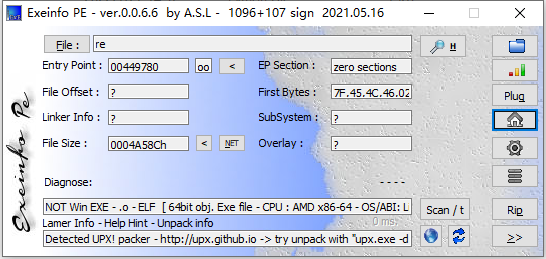 Exeinfo PE - ver.0.0.6.6 by A.S.L - 1096+107 sign 2021.05.16
File : re H
Entry Point : 00449780 oo < EP Section : zero sections
File Offset : ? First Bytes : 7F.45.4C.46.02
Linker Info : ? SubSystem : ? Plug
File Size : 0004A58Ch < NET Overlay : ?
Diagnose: - - - -
NOT Win EXE - .o - ELF [ 64bit obj. Exe file - CPU : AMD x86-64 - OS/ABI: L Scan / t Rip
Lamer Info - Help Hint - Unpack info 0 ms.
Detected UPX! packer - http://upx.github.io -> try unpack with "upx.exe -d >>
Exeinfo Pe